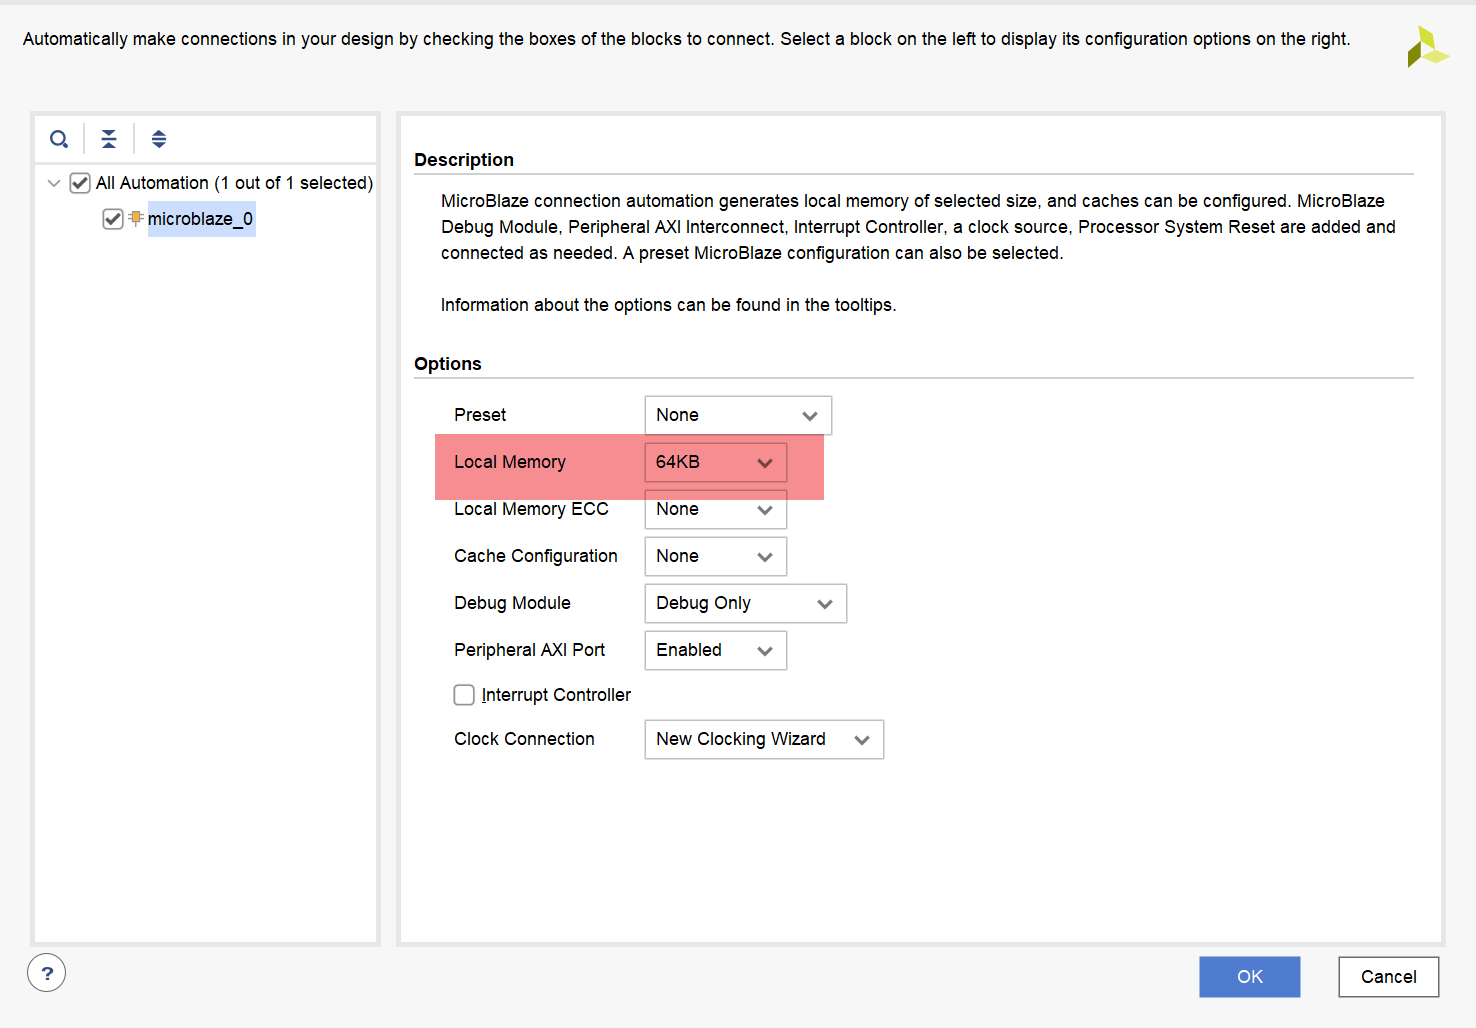 Automatically make connections in your design by checking the boxes of the blocks to connect. Select a block on the left to display its configuration options on the right.
All Automation (1 out of 1 selected)
microblaze_0
Description
MicroBlaze connection automation generates local memory of selected size, and caches can be configured. MicroBlaze
Debug Module, Peripheral AXI Interconnect, Interrupt Controller, a clock source, Processor System Reset are added and
connected as needed. A preset MicroBlaze configuration can also be selected.
Information about the options can be found in the tooltips.
Options
Preset None
Local Memory 64KB
Local Memory ECC None
Cache Configuration None
Debug Module Debug Only
Peripheral AXI Port Enabled
Interrupt Controller
Clock Connection New Clocking Wizard
? OK Cancel